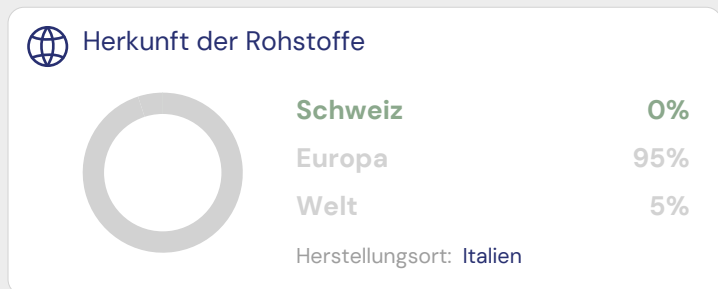 Herkunft der Rohstoffe
Schweiz 0%
Europa 95%
Welt 5%
Herstellungsort: Italien